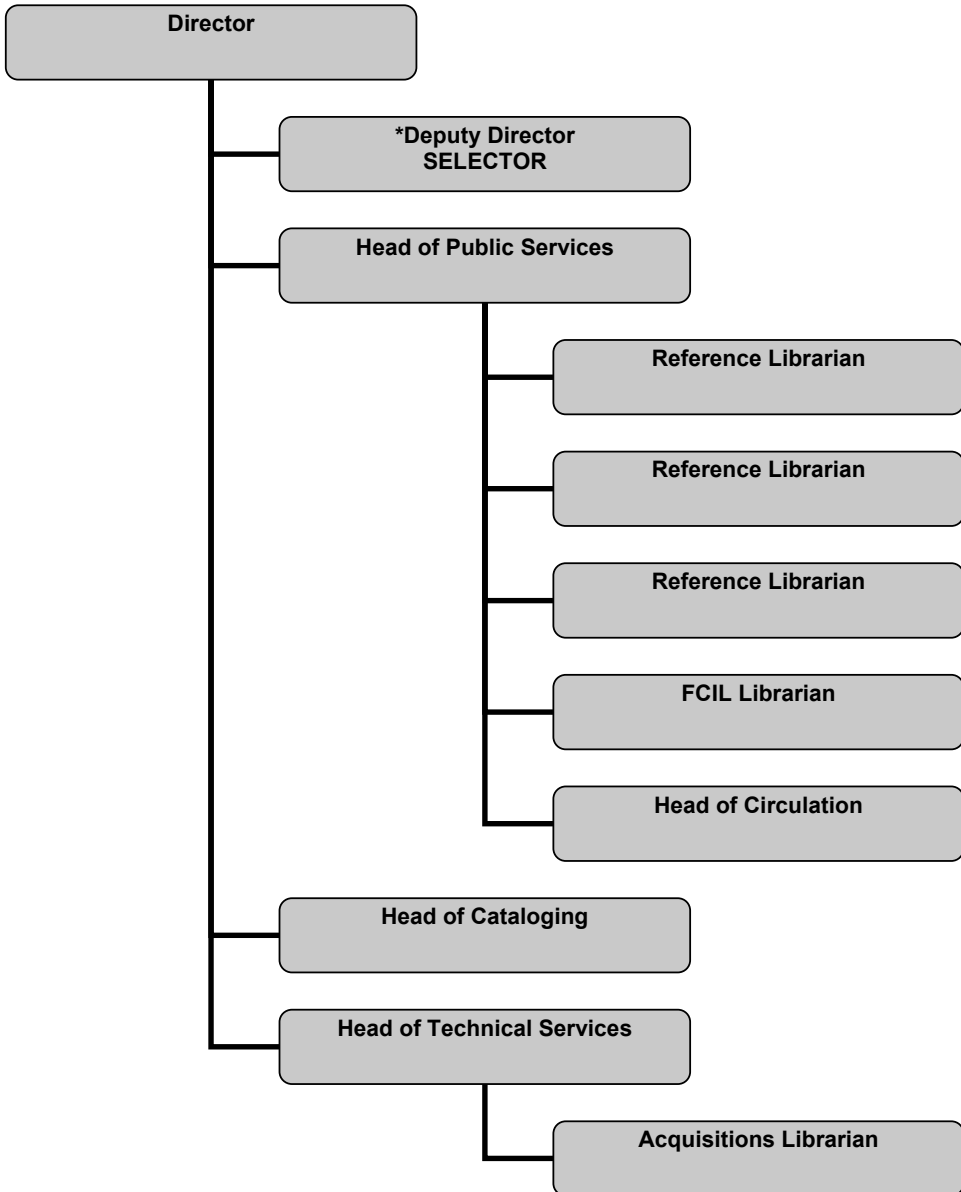 Director
*Deputy Director
SELECTOR
Head of Public Services
Reference Librarian
Reference Librarian
Reference Librarian
FCIL Librarian
Head of Circulation
Head of Cataloging
Head of Technical Services
Acquisitions Librarian